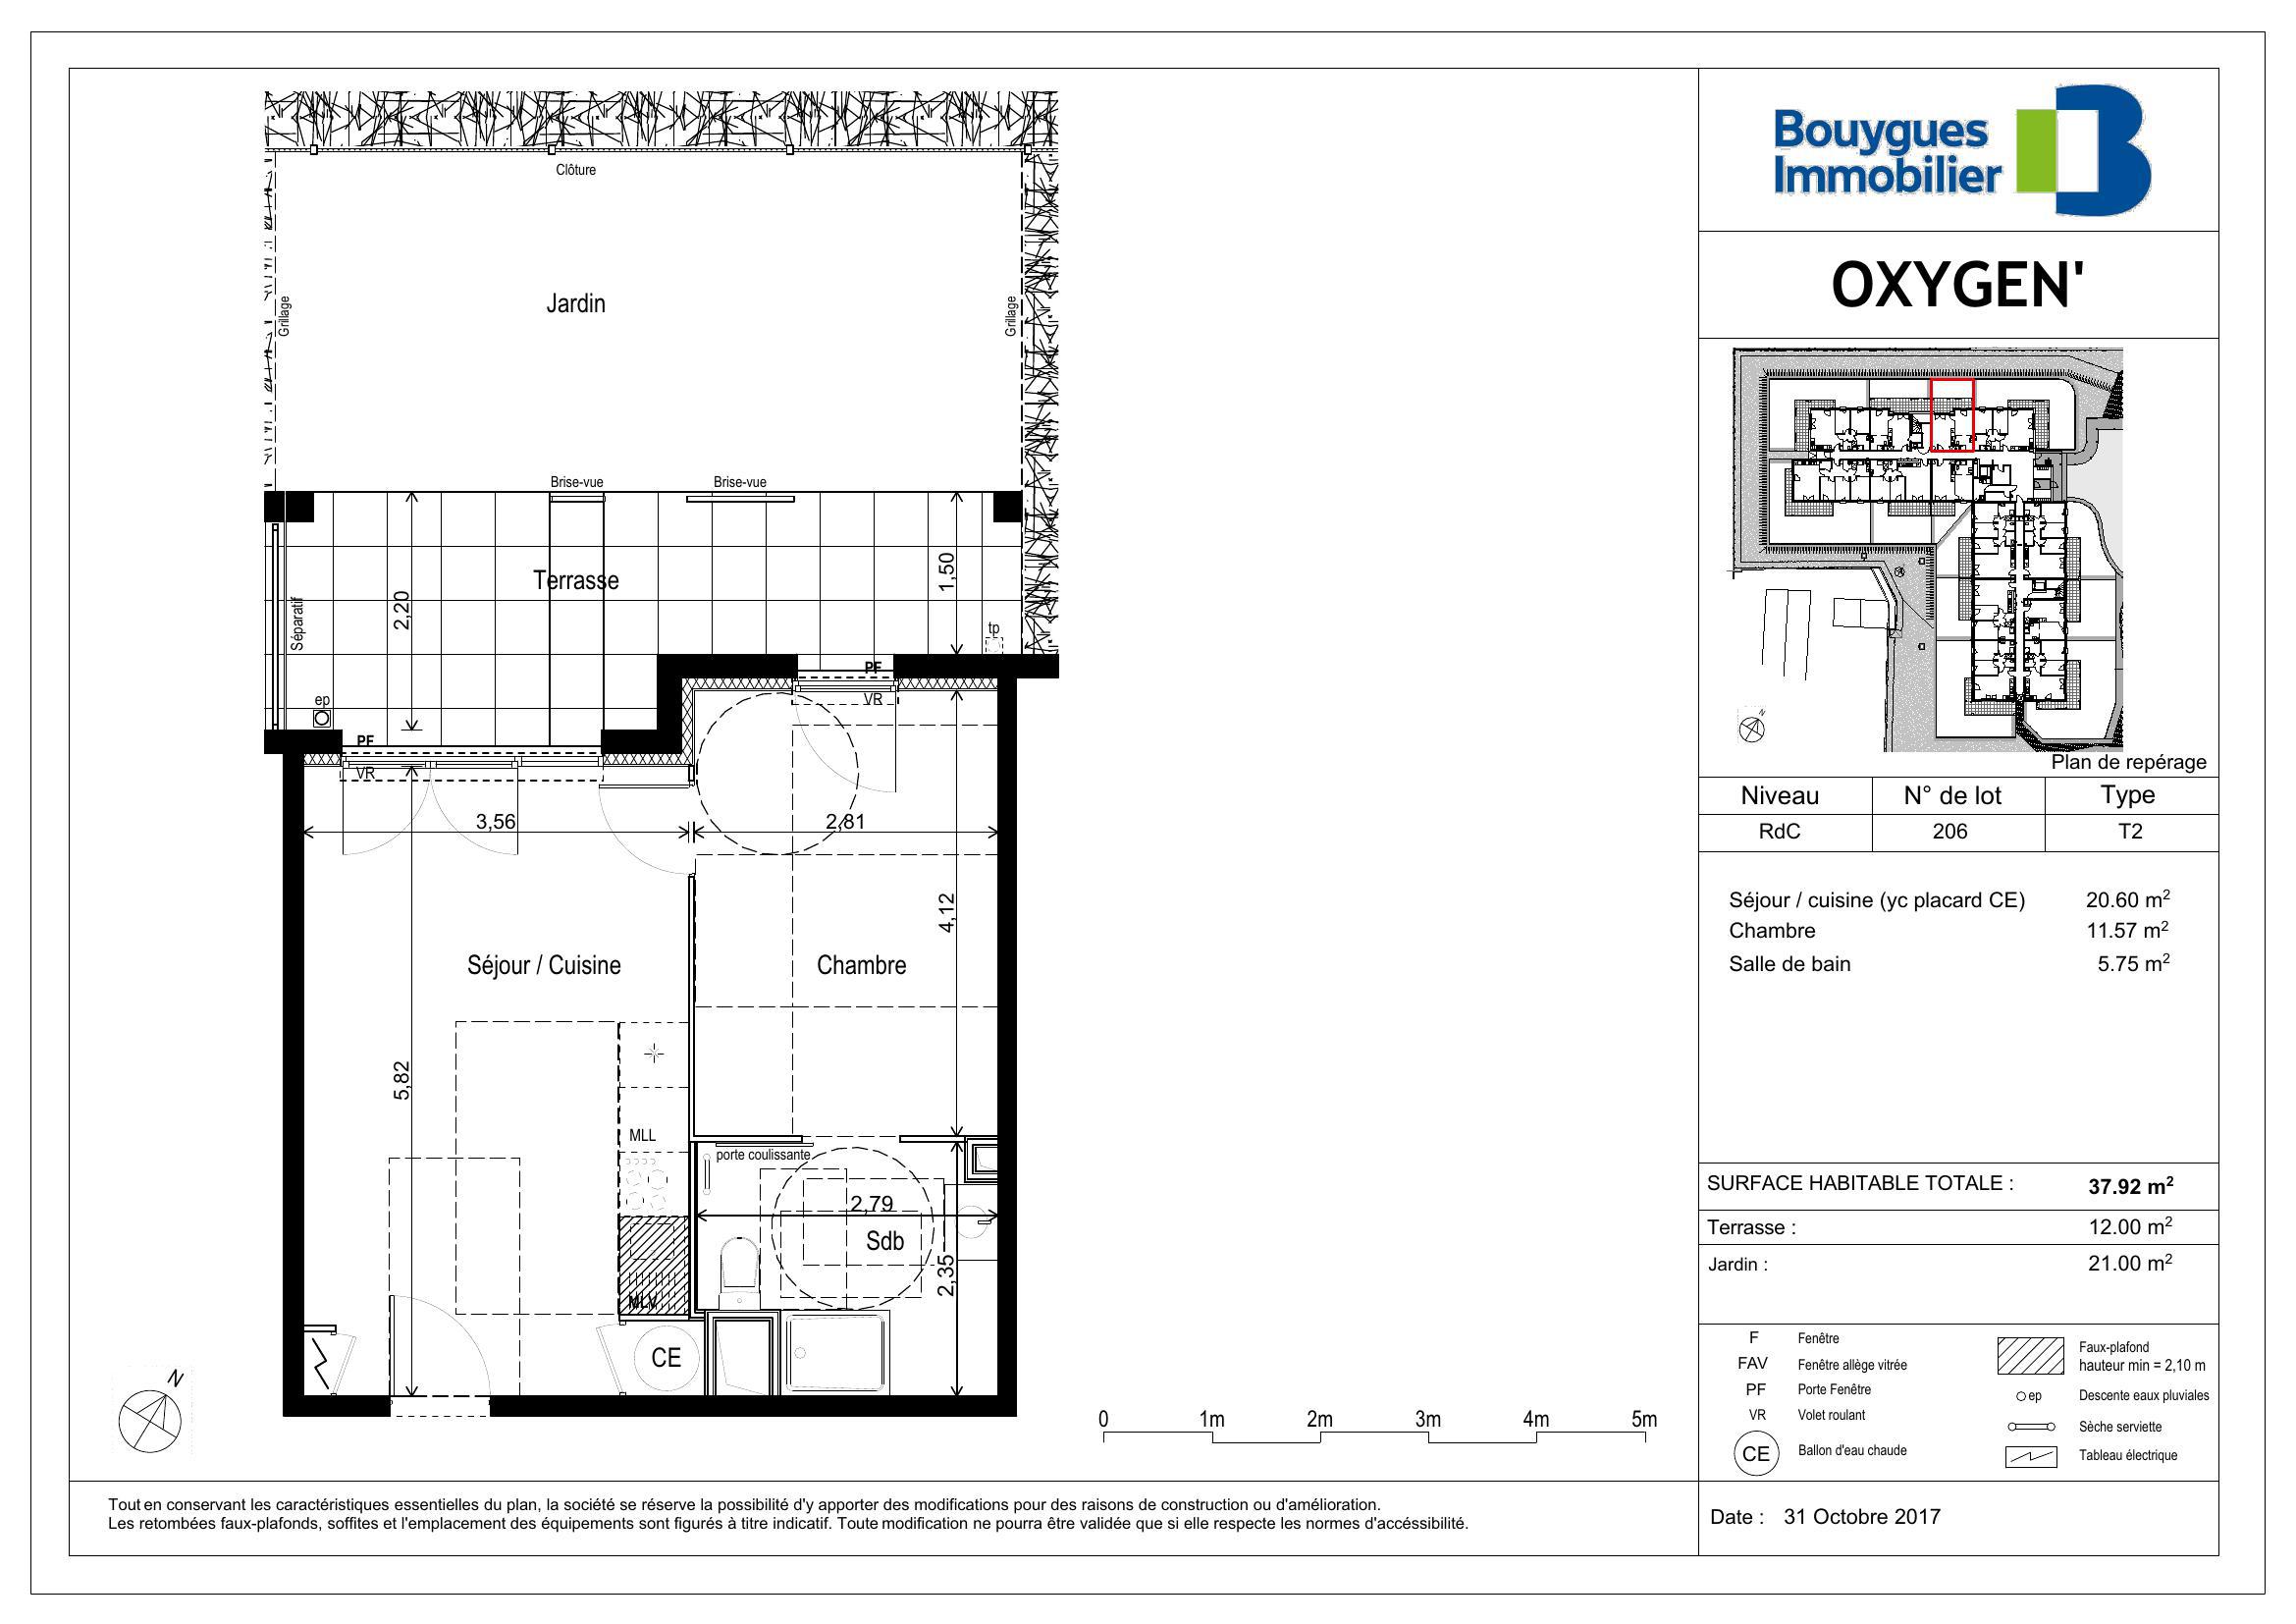 Clôture
Grillage
Jardin
Grillage
Brise-vue
Brise-vue
Séparatif
2,20
Terrasse
1,50
tp
ep
PF
VR
PF
VR
3,56
2,81
5,82
4,12
Séjour / Cuisine
Chambre
MLL
porte coulissante
2,79
Sdb
2,35
MLV
CE
N
0 1m 2m 3m 4m 5m
Tout en conservant les caractéristiques essentielles du plan, la société se réserve la possibilité d'y apporter des modifications pour des raisons de construction ou d'amélioration.
Les retombées faux-plafonds, soffites et l'emplacement des équipements sont figurés à titre indicatif. Toute modification ne pourra être validée que si elle respecte les normes d'accéssibilité.
Bouygues
Immobilier
OXYGEN'
N
Plan de repérage
Niveau N° de lot Type
RdC 206 T2
Séjour / cuisine (yc placard CE) 20.60 m²
Chambre 11.57 m²
Salle de bain 5.75 m²
SURFACE HABITABLE TOTALE : 37.92 m²
Terrasse : 12.00 m²
Jardin : 21.00 m²
F Fenêtre
FAV Fenêtre allège vitrée
PF Porte Fenêtre
VR Volet roulant
CE Ballon d'eau chaude
Faux-plafond
hauteur min = 2,10 m
ep Descente eaux pluviales
Sèche serviette
Tableau électrique
Date : 31 Octobre 2017